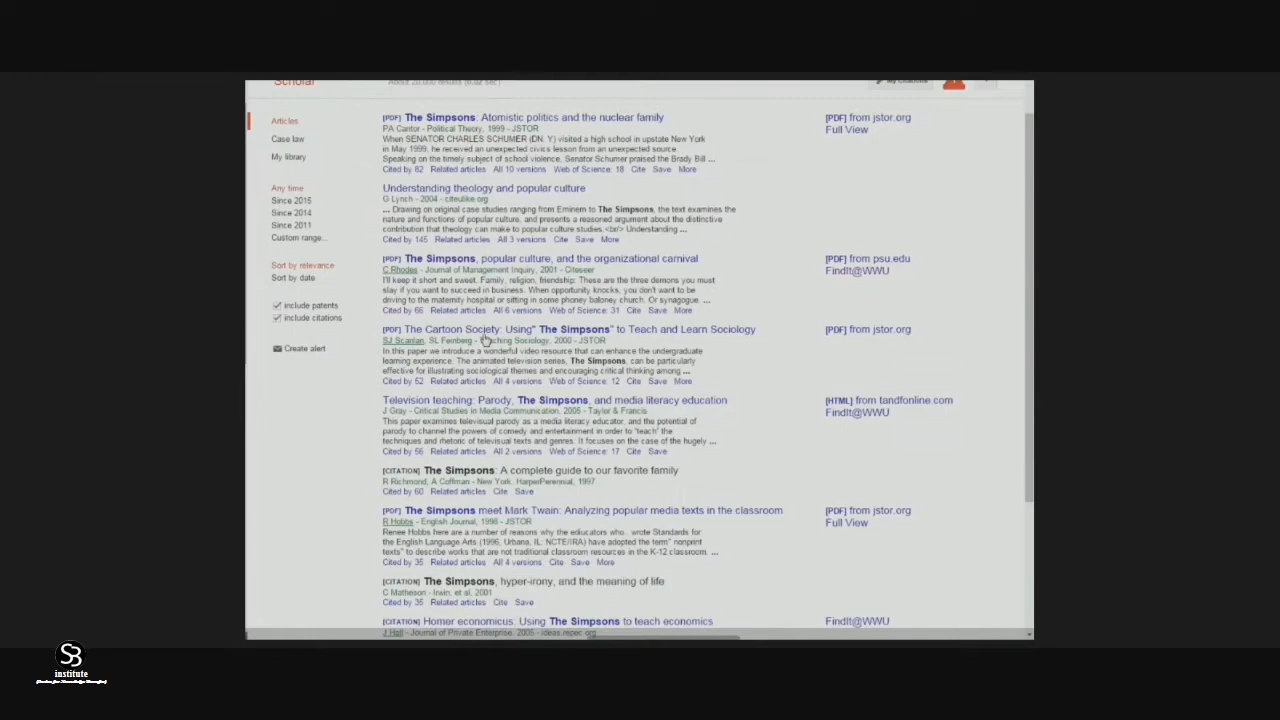 Scholar
About 20,000 results (0.02 sec)
My Citations
Articles
Case law
My library
Any time
Since 2015
Since 2014
Since 2011
Custom range...
Sort by relevance
Sort by date
include patents
include citations
Create alert
[PDF] The Simpsons: Atomistic politics and the nuclear family
PA Cantor - Political Theory, 1999 - JSTOR
When SENATOR CHARLES SCHUMER (DN. Y) visited a high school in upstate New York
in May 1999, he received an unexpected civics lesson from an unexpected source
Speaking on the timely subject of school violence, Senator Schumer praised the Brady Bill ...
Cited by 82 Related articles All 10 versions Web of Science: 18 Cite Save More
[PDF] from jstor.org
Full View
Understanding theology and popular culture
G Lynch - 2004 - citeulike.org
... Drawing on original case studies ranging from Eminem to The Simpsons, the text examines the
nature and functions of popular culture, and presents a reasoned argument about the distinctive
contribution that theology can make to popular culture studies.<br/> Understanding ...
Cited by 145 Related articles All 3 versions Cite Save More
[PDF] The Simpsons, popular culture, and the organizational carnival
C Rhodes - Journal of Management Inquiry, 2001 - Citeseer
I'll keep it short and sweet. Family, religion, friendship: These are the three demons you must
slay if you want to succeed in business. When opportunity knocks, you don't want to be
driving to the maternity hospital or sitting in some phoney baloney church. Or synagogue. ...
Cited by 66 Related articles All 6 versions Web of Science: 31 Cite Save More
[PDF] from psu.edu
FindIt@WWU
[PDF] The Cartoon Society: Using" The Simpsons" to Teach and Learn Sociology
SJ Scanlan, SL Feinberg - Teaching Sociology, 2000 - JSTOR
In this paper we introduce a wonderful video resource that can enhance the undergraduate
learning experience. The animated television series, The Simpsons, can be particularly
effective for illustrating sociological themes and encouraging critical thinking among ...
Cited by 52 Related articles All 4 versions Web of Science: 12 Cite Save More
[PDF] from jstor.org
Television teaching: Parody, The Simpsons, and media literacy education
J Gray - Critical Studies in Media Communication, 2005 - Taylor & Francis
This paper examines televisual parody as a media literacy educator, and the potential of
parody to channel the powers of comedy and entertainment in order to "teach" the
techniques and rhetoric of televisual texts and genres. It focuses on the case of the hugely ...
Cited by 56 Related articles All 2 versions Web of Science: 17 Cite Save
[HTML] from tandfonline.com
FindIt@WWU
[CITATION] The Simpsons: A complete guide to our favorite family
R Richmond, A Coffman - New York. HarperPerennial, 1997
Cited by 60 Related articles Cite Save
[PDF] The Simpsons meet Mark Twain: Analyzing popular media texts in the classroom
R Hobbs - English Journal, 1998 - JSTOR
Renee Hobbs here are a number of reasons why the educators who.. wrote Standards for
the English Language Arts (1996, Urbana, IL: NCTE/IRA) have adopted the term" nonprint
texts" to describe works that are not traditional classroom resources in the K-12 classroom. ...
Cited by 35 Related articles All 4 versions Cite Save More
[PDF] from jstor.org
Full View
[CITATION] The Simpsons, hyper-irony, and the meaning of life
C Matheson - Irwin, et al, 2001
Cited by 35 Related articles Cite Save
[CITATION] Homer economicus: Using The Simpsons to teach economics
J Hall - Journal of Private Enterprise, 2005 - ideas.repec.org
FindIt@WWU
SB
institute